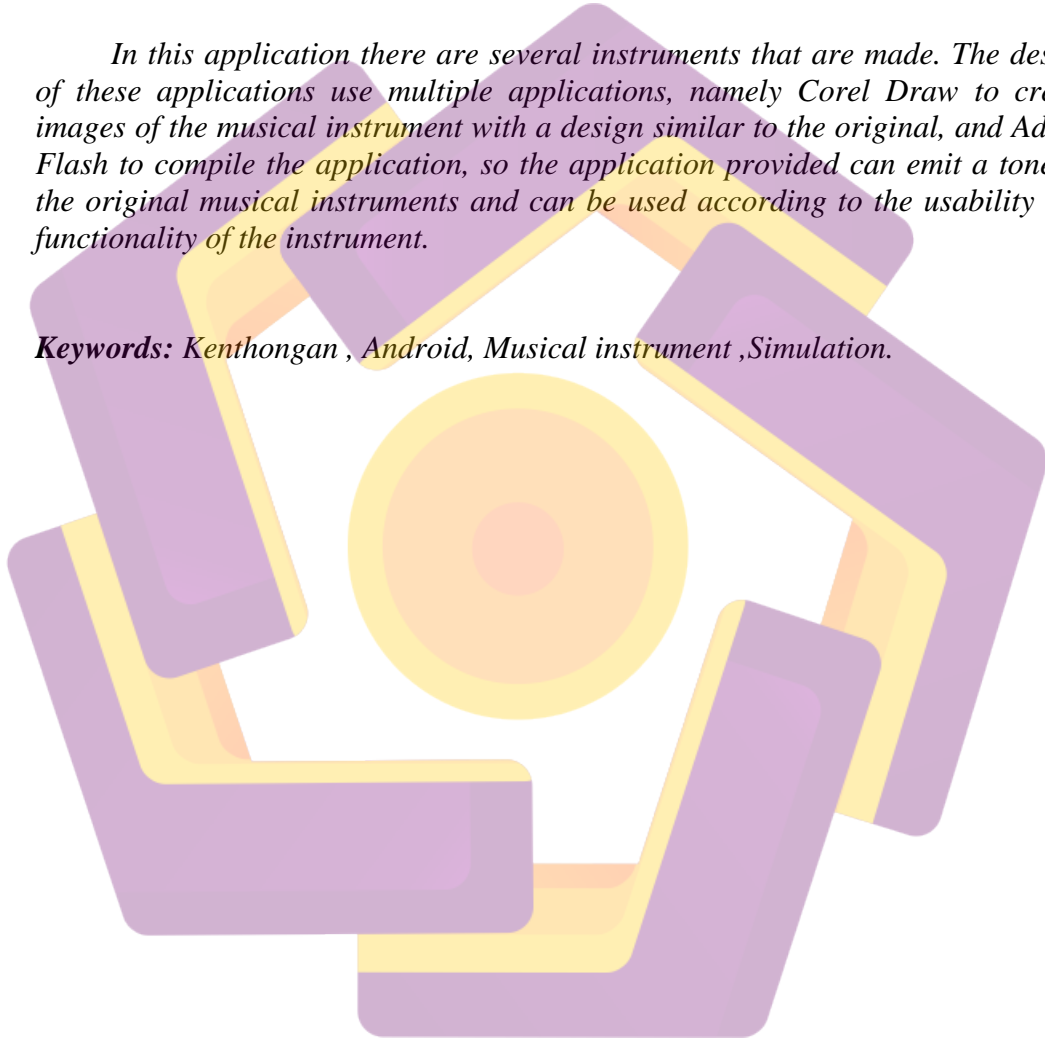 In this application there are several instruments that are made. The des
of these applications use multiple applications, namely Corel Draw to cre
images of the musical instrument with a design similar to the original, and Ad
Flash to compile the application, so the application provided can emit a tone
the original musical instruments and can be used according to the usability
functionality of the instrument.
Keywords: Kenthongan , Android, Musical instrument ,Simulation.